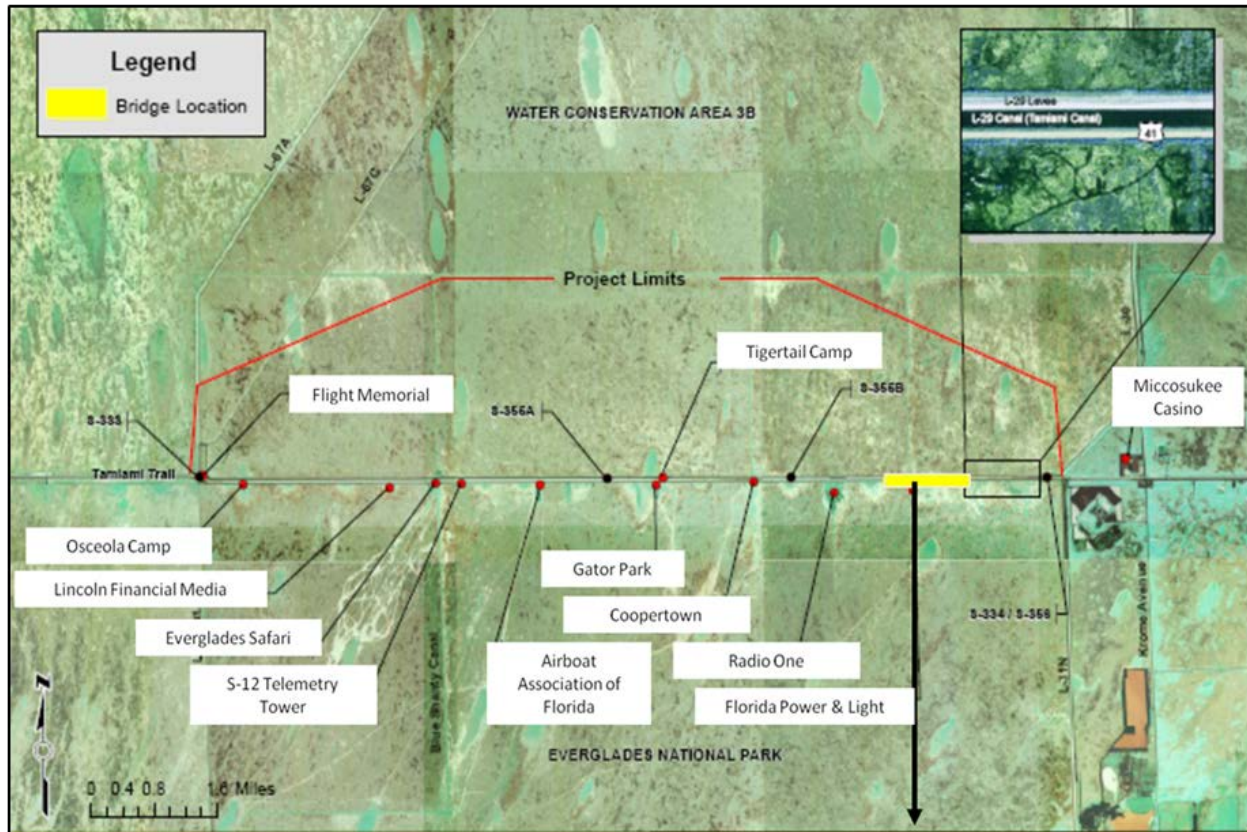 Legend
Bridge Location
WATER CONSERVATION AREA 3B
L-29 Levee
L-29 Canal (Tamiami Canal)
41
L-67A
L-67C
Project Limits
L-30
Tigertail Camp
Flight Memorial
S-333
S-355A
S-355B
Miccosukee
Casino
Tamiami Trail
Osceola Camp
Lincoln Financial Media
Everglades Safari
S-12 Telemetry
Tower
Blue Shanty Canal
Airboat
Association of
Florida
Gator Park
Coopertown
Radio One
Florida Power & Light
S-334 / S-356
L-31N
Krome Avenue
EVERGLADES NATIONAL PARK
N
0 0.4 0.8 1.6 Miles